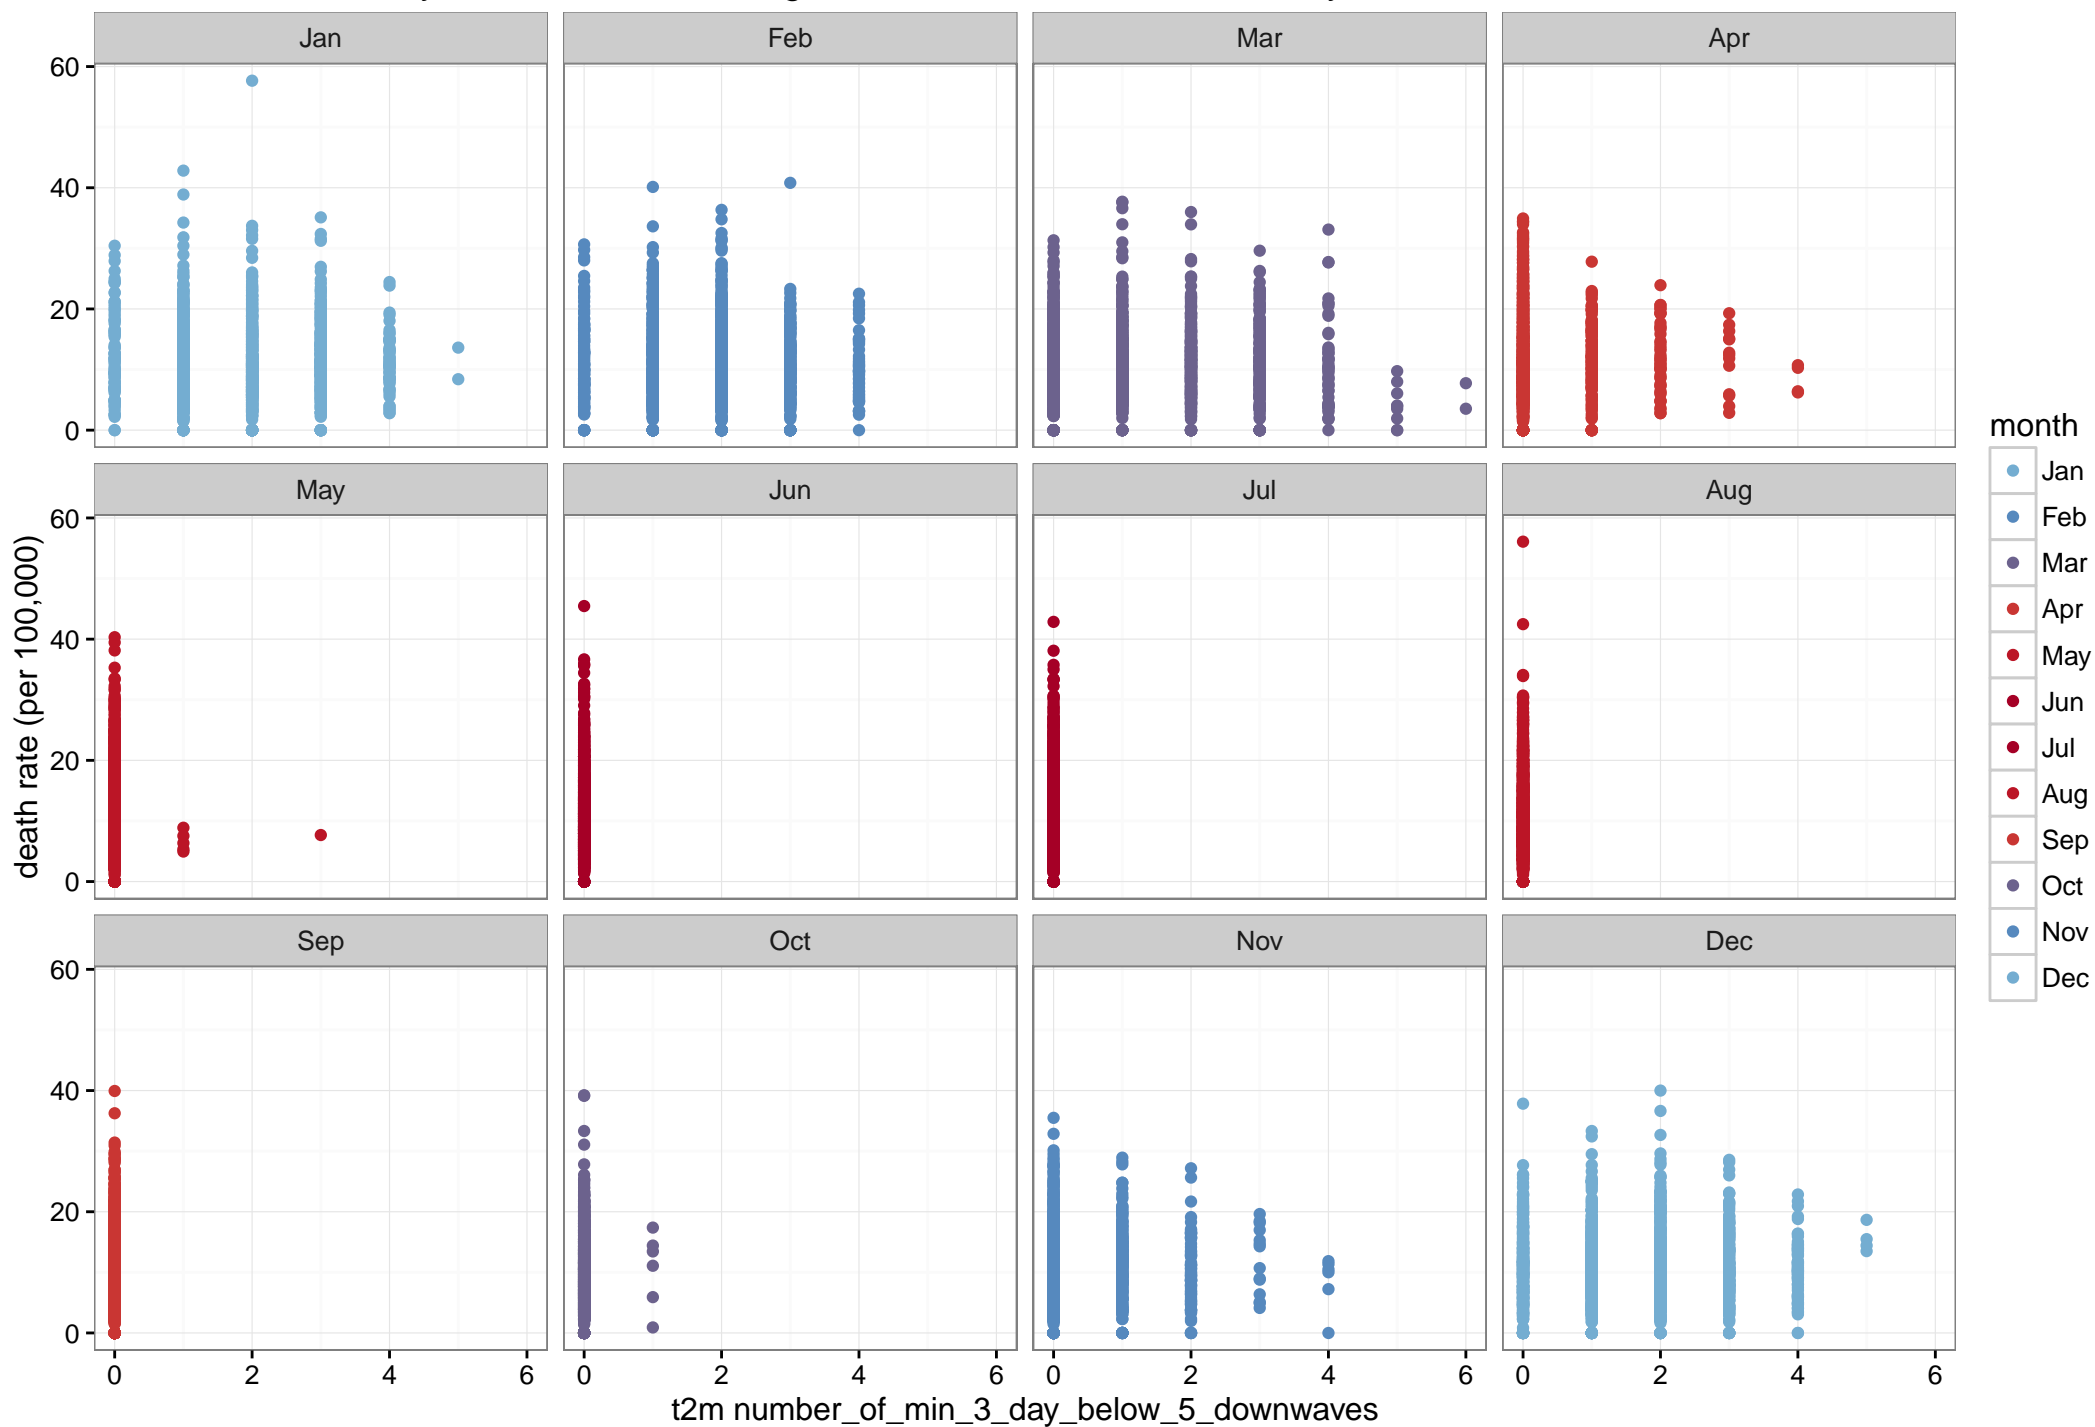 Jan Feb Mar Apr
60
40
20
0
May Jun Jul Aug
60
40
20
0
Sep Oct Nov Dec
60
40
20
0
0 2 4 6 0 2 4 6 0 2 4 6 0 2 4 6
death rate (per 100,000)
t2m number_of_min_3_day_below_5_downwaves
month
Jan
Feb
Mar
Apr
May
Jun
Jul
Aug
Sep
Oct
Nov
Dec